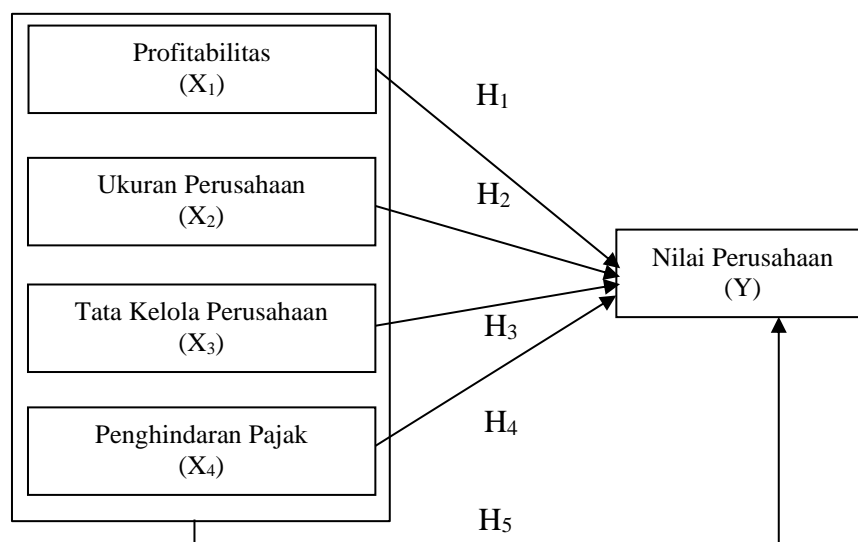 Profitabilitas
(X₁)
H₁
Ukuran Perusahaan
(X₂)
H₂
Nilai Perusahaan
(Y)
Tata Kelola Perusahaan
(X₃)
H₃
Penghindaran Pajak
(X₄)
H₄
H₅